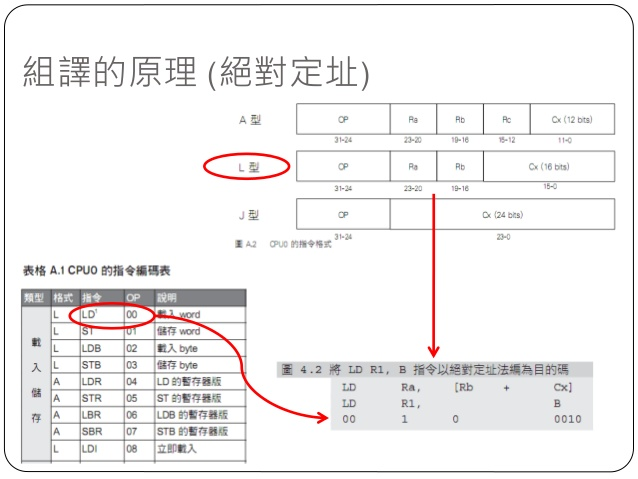 組譯的原理 (絕對定址)
A 型 OP Ra Rb Rc Cx (12 bits)
31-24 23-20 19-16 15-12 11-0
L 型 OP Ra Rb Cx (16 bits)
31-24 23-20 19-16 15-0
J 型 OP Cx (24 bits)
31-24 23-0
圖 A.2 CPU0 的指令格式
表格 A.1 CPU0 的指令編碼表
類型 格式 指令 OP 說明
載入儲存
L LD¹ 00 載入 word
L ST 01 儲存 word
L LDB 02 載入 byte
L STB 03 儲存 byte
A LDR 04 LD 的暫存器版
A STR 05 ST 的暫存器版
A LBR 06 LDB 的暫存器版
A SBR 07 STB 的暫存器版
L LDI 08 立即載入
圖 4.2 將 LD R1, B 指令以絕對定址法編為目的碼
LD Ra, [Rb + Cx]
LD R1, B
00 1 0 0010